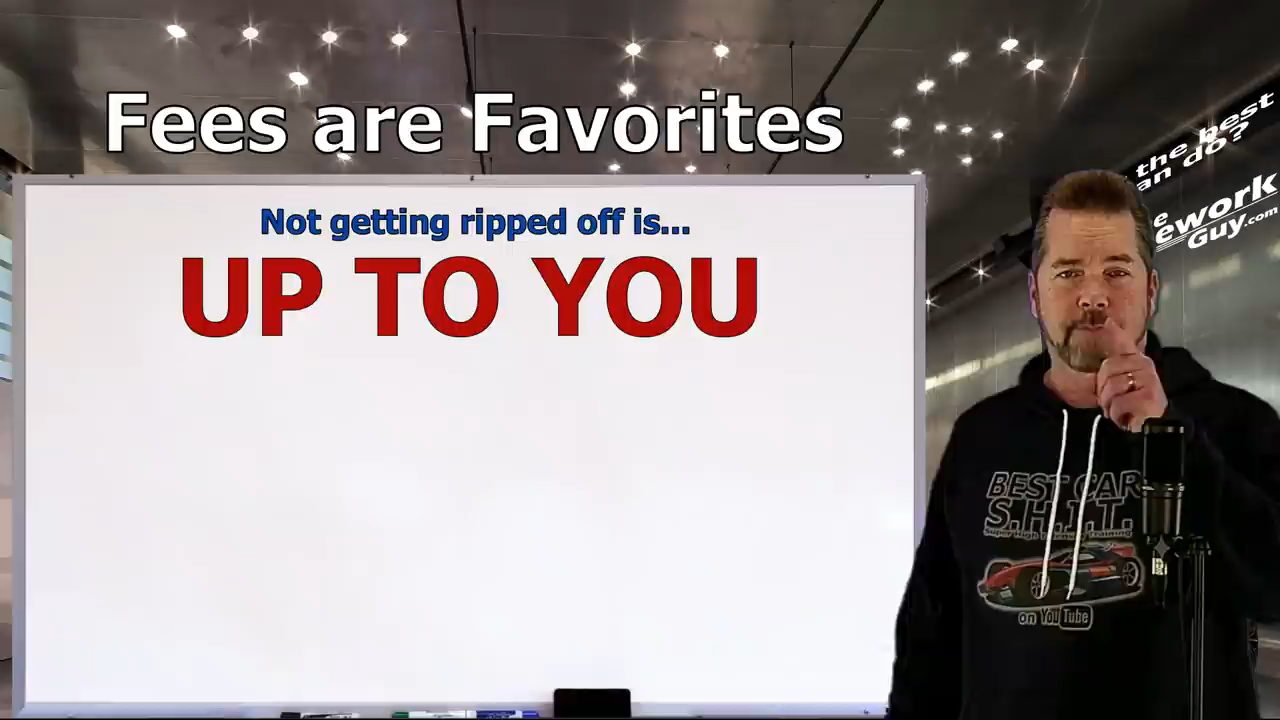 Fees are Favorites
Not getting ripped off is...
UP TO YOU
the best
an do?
e
ework
Guy.com
BEST CAR
S.H.I.T.
on YouTube